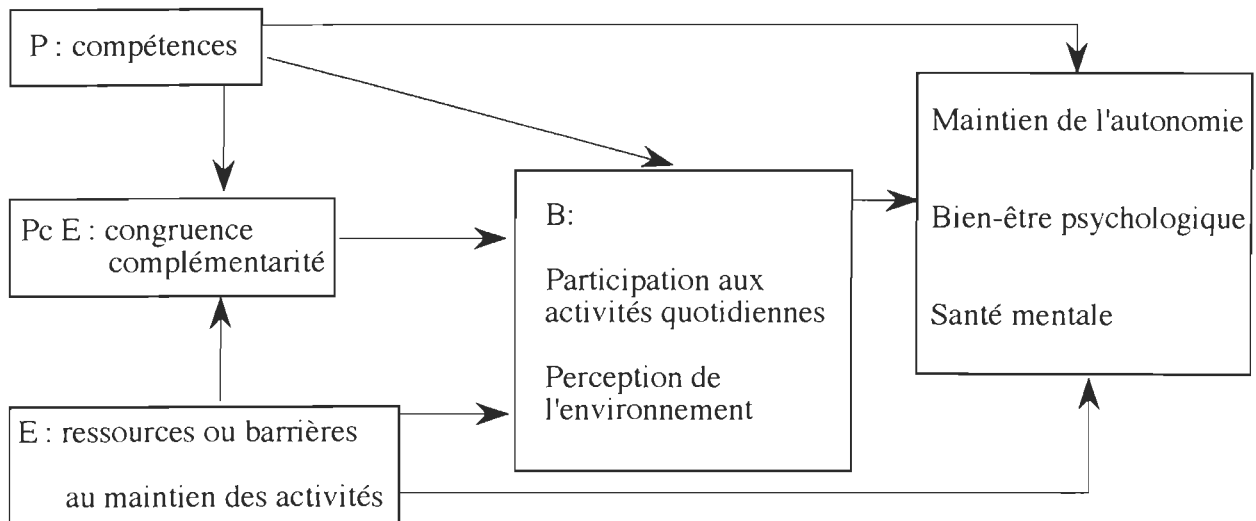 P : compétences
Pc E : congruence
complémentarité
E : ressources ou barrières
au maintien des activités
B:
Participation aux
activités quotidiennes
Perception de
l'environnement
Maintien de l'autonomie
Bien-être psychologique
Santé mentale